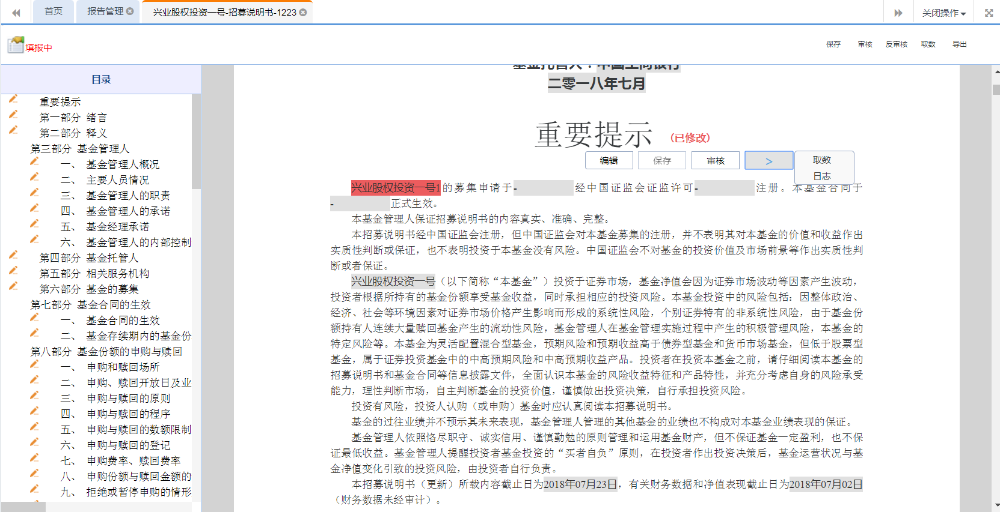 首页 报告管理 兴业股权投资一号-招募说明书-1223 关闭操作
填报中 保存 审核 反审核 取数 导出
目录
重要提示
第一部分 绪言
第二部分 释义
第三部分 基金管理人
一、 基金管理人概况
二、 主要人员情况
三、 基金管理人的职责
四、 基金管理人的承诺
五、 基金经理承诺
六、 基金管理人的内部控制
第四部分 基金托管人
第五部分 相关服务机构
第六部分 基金的募集
第七部分 基金合同的生效
一、 基金合同的生效
二、 基金存续期内的基金份
第八部分 基金份额的申购与赎回
一、 申购和赎回场所
二、 申购、赎回开放日及业
三、 申购与赎回的原则
四、 申购与赎回的程序
五、 申购与赎回的数额限制
六、 申购与赎回的登记
七、 申购费率、赎回费率
八、 申购份额与赎回金额的
九、 拒绝或暂停申购的情形
基金托管人：中国工商银行
二零一八年七月
重要提示 (已修改)
编辑 保存 审核 > 取数
日志
兴业股权投资一号1的募集申请于- 经中国证监会证监许可- 注册。本基金合同于
- 正式生效。
本基金管理人保证招募说明书的内容真实、准确、完整。
本招募说明书经中国证监会注册，但中国证监会对本基金募集的注册，并不表明其对本基金的价值和收益作出
实质性判断或保证，也不表明投资于本基金没有风险。中国证监会不对基金的投资价值及市场前景等作出实质性判
断或者保证。
兴业股权投资一号（以下简称“本基金”）投资于证券市场，基金净值会因为证券市场波动等因素产生波动，
投资者根据所持有的基金份额享受基金收益，同时承担相应的投资风险。本基金投资中的风险包括：因整体政治、
经济、社会等环境因素对证券市场价格产生影响而形成的系统性风险，个别证券特有的非系统性风险，由于基金份
额持有人连续大量赎回基金产生的流动性风险，基金管理人在基金管理实施过程中产生的积极管理风险，本基金的
特定风险等。本基金为灵活配置混合型基金，预期风险和预期收益高于债券型基金和货币市场基金，但低于股票型
基金，属于证券投资基金中的中高预期风险和中高预期收益产品。投资者在投资本基金之前，请仔细阅读本基金的
招募说明书和基金合同等信息披露文件，全面认识本基金的风险收益特征和产品特性，并充分考虑自身的风险承受
能力，理性判断市场，自主判断基金的投资价值，谨慎做出投资决策，自行承担投资风险。
投资有风险，投资人认购（或申购）基金时应认真阅读本招募说明书。
基金的过往业绩并不预示其未来表现，基金管理人管理的其他基金的业绩也不构成对本基金业绩表现的保证。
基金管理人依照恪尽职守、诚实信用、谨慎勤勉的原则管理和运用基金财产，但不保证基金一定盈利，也不保
证最低收益。基金管理人提醒投资者基金投资的“买者自负”原则，在投资者作出投资决策后，基金运营状况与基
金净值变化引致的投资风险，由投资者自行负责。
本招募说明书（更新）所载内容截止日为2018年07月23日，有关财务数据和净值表现截止日为2018年07月02日
（财务数据未经审计）。